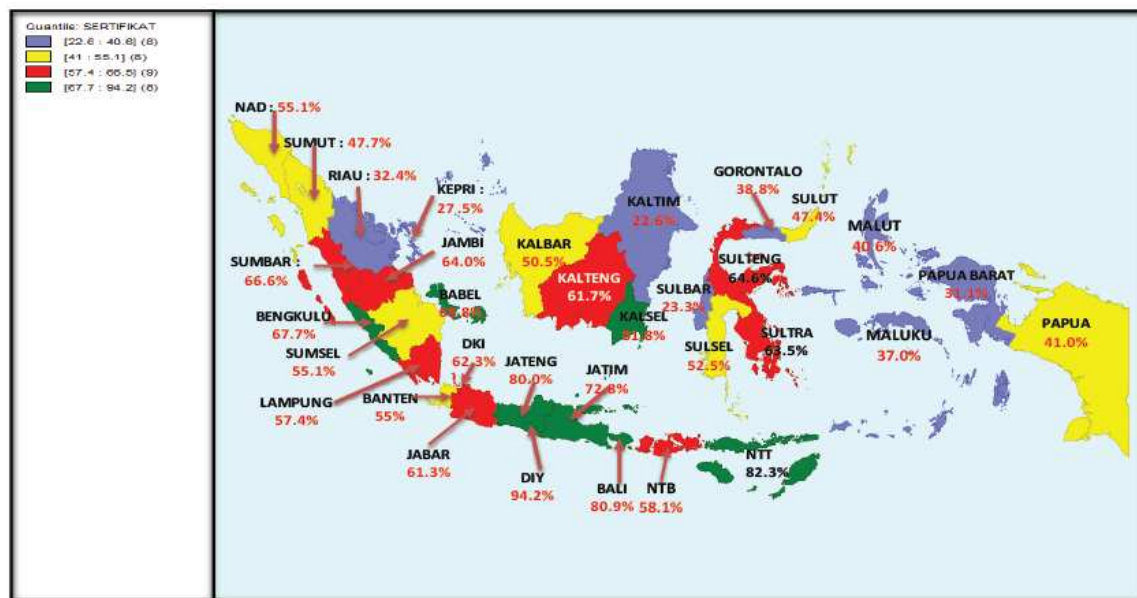 Quantile: SERTIFIKAT
[22.6 : 40.6] (8)
[41 : 55.1] (8)
[57.4 : 66.5] (9)
[67.7 : 94.2] (8)
NAD : 55.1%
SUMUT : 47.7%
RIAU : 32.4%
KEPRI :
27.5%
JAMBI
64.0%
SUMBAR :
66.6%
BABEL
BENGKULU
67.7%
SUMSEL
55.1%
LAMPUNG
57.4%
BANTEN
55%
DKI
62.3%
JABAR
61.3%
JATENG
80.0%
DIY
94.2%
JATIM
72.8%
BALI
80.9%
NTB
58.1%
NTT
82.3%
KALBAR
50.5%
KALTENG
61.7%
KALTIM
22.6%
KALSEL
81.8%
GORONTALO
38.8%
SULUT
47.4%
SULTENG
64.6%
SULBAR
23.3%
SULSEL
52.5%
SULTRA
63.5%
MALUT
40.6%
MALUKU
37.0%
PAPUA BARAT
31.1%
PAPUA
41.0%